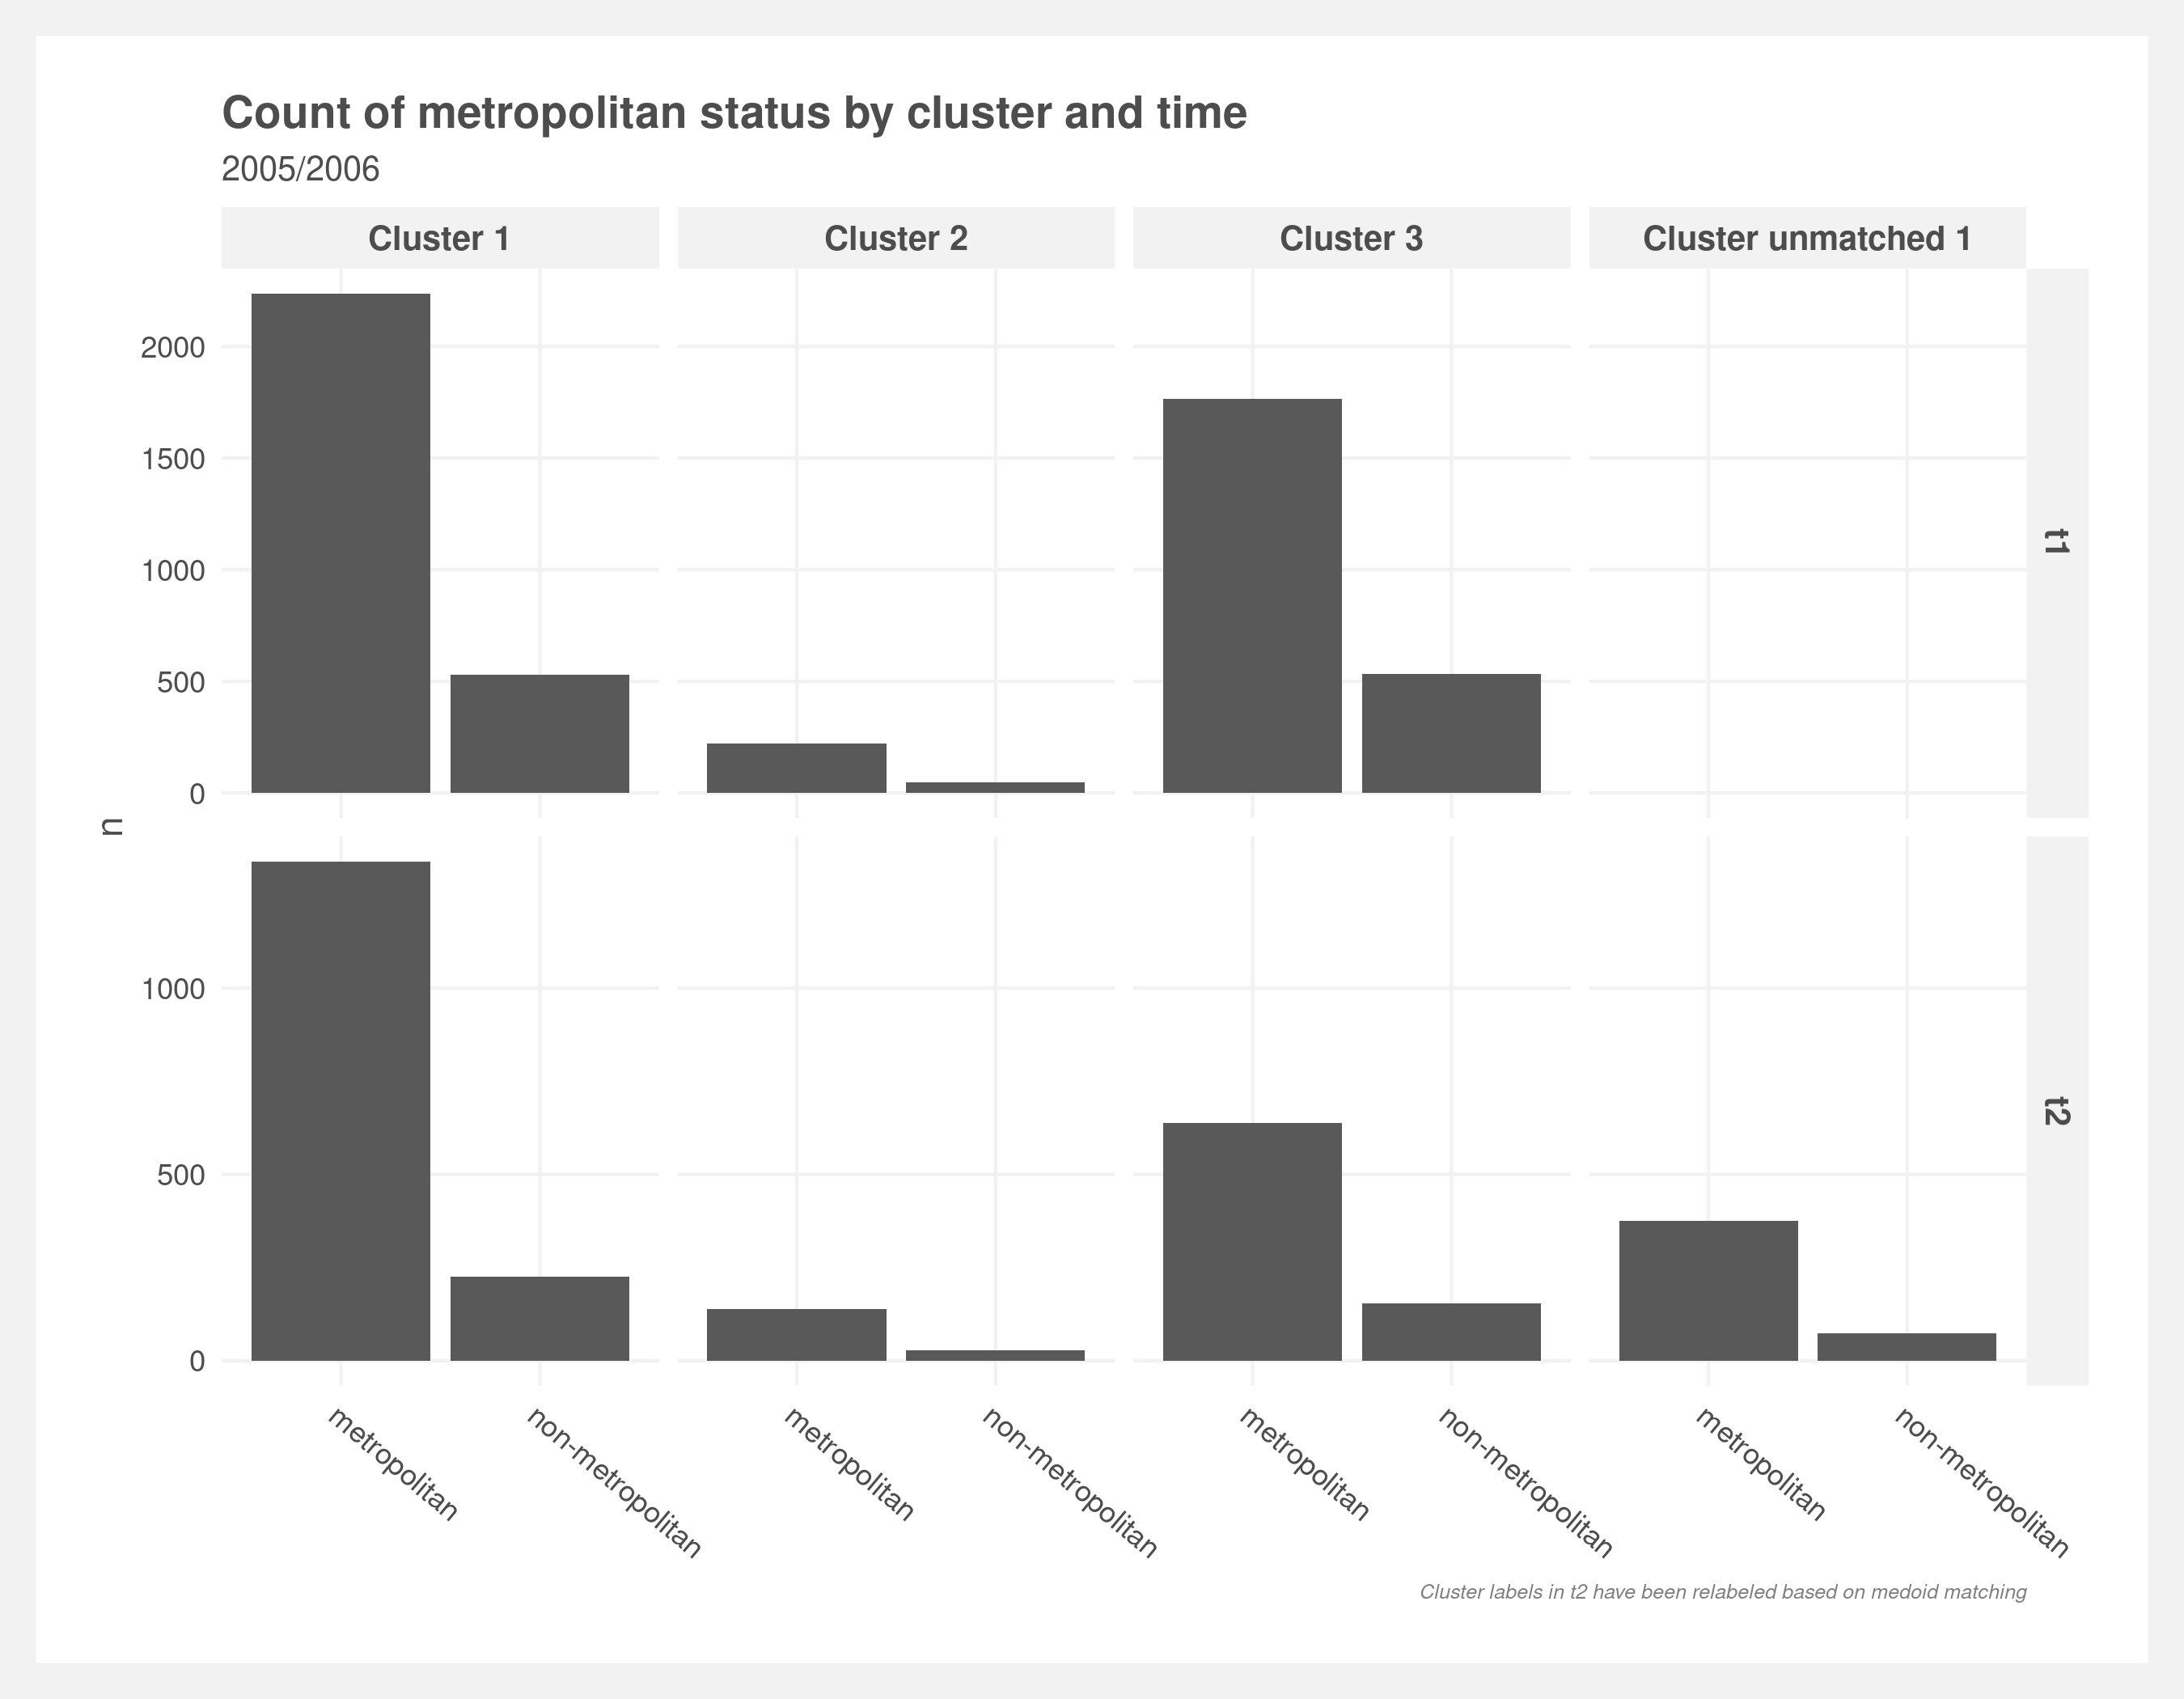 Count of metropolitan status by cluster and time
2005/2006
Cluster 1
Cluster 2
Cluster 3
Cluster unmatched 1
2000
1500
1000
500
0
t1
n
1000
500
0
t2
metropolitan
non-metropolitan
metropolitan
non-metropolitan
metropolitan
non-metropolitan
metropolitan
non-metropolitan
Cluster labels in t2 have been relabeled based on medoid matching